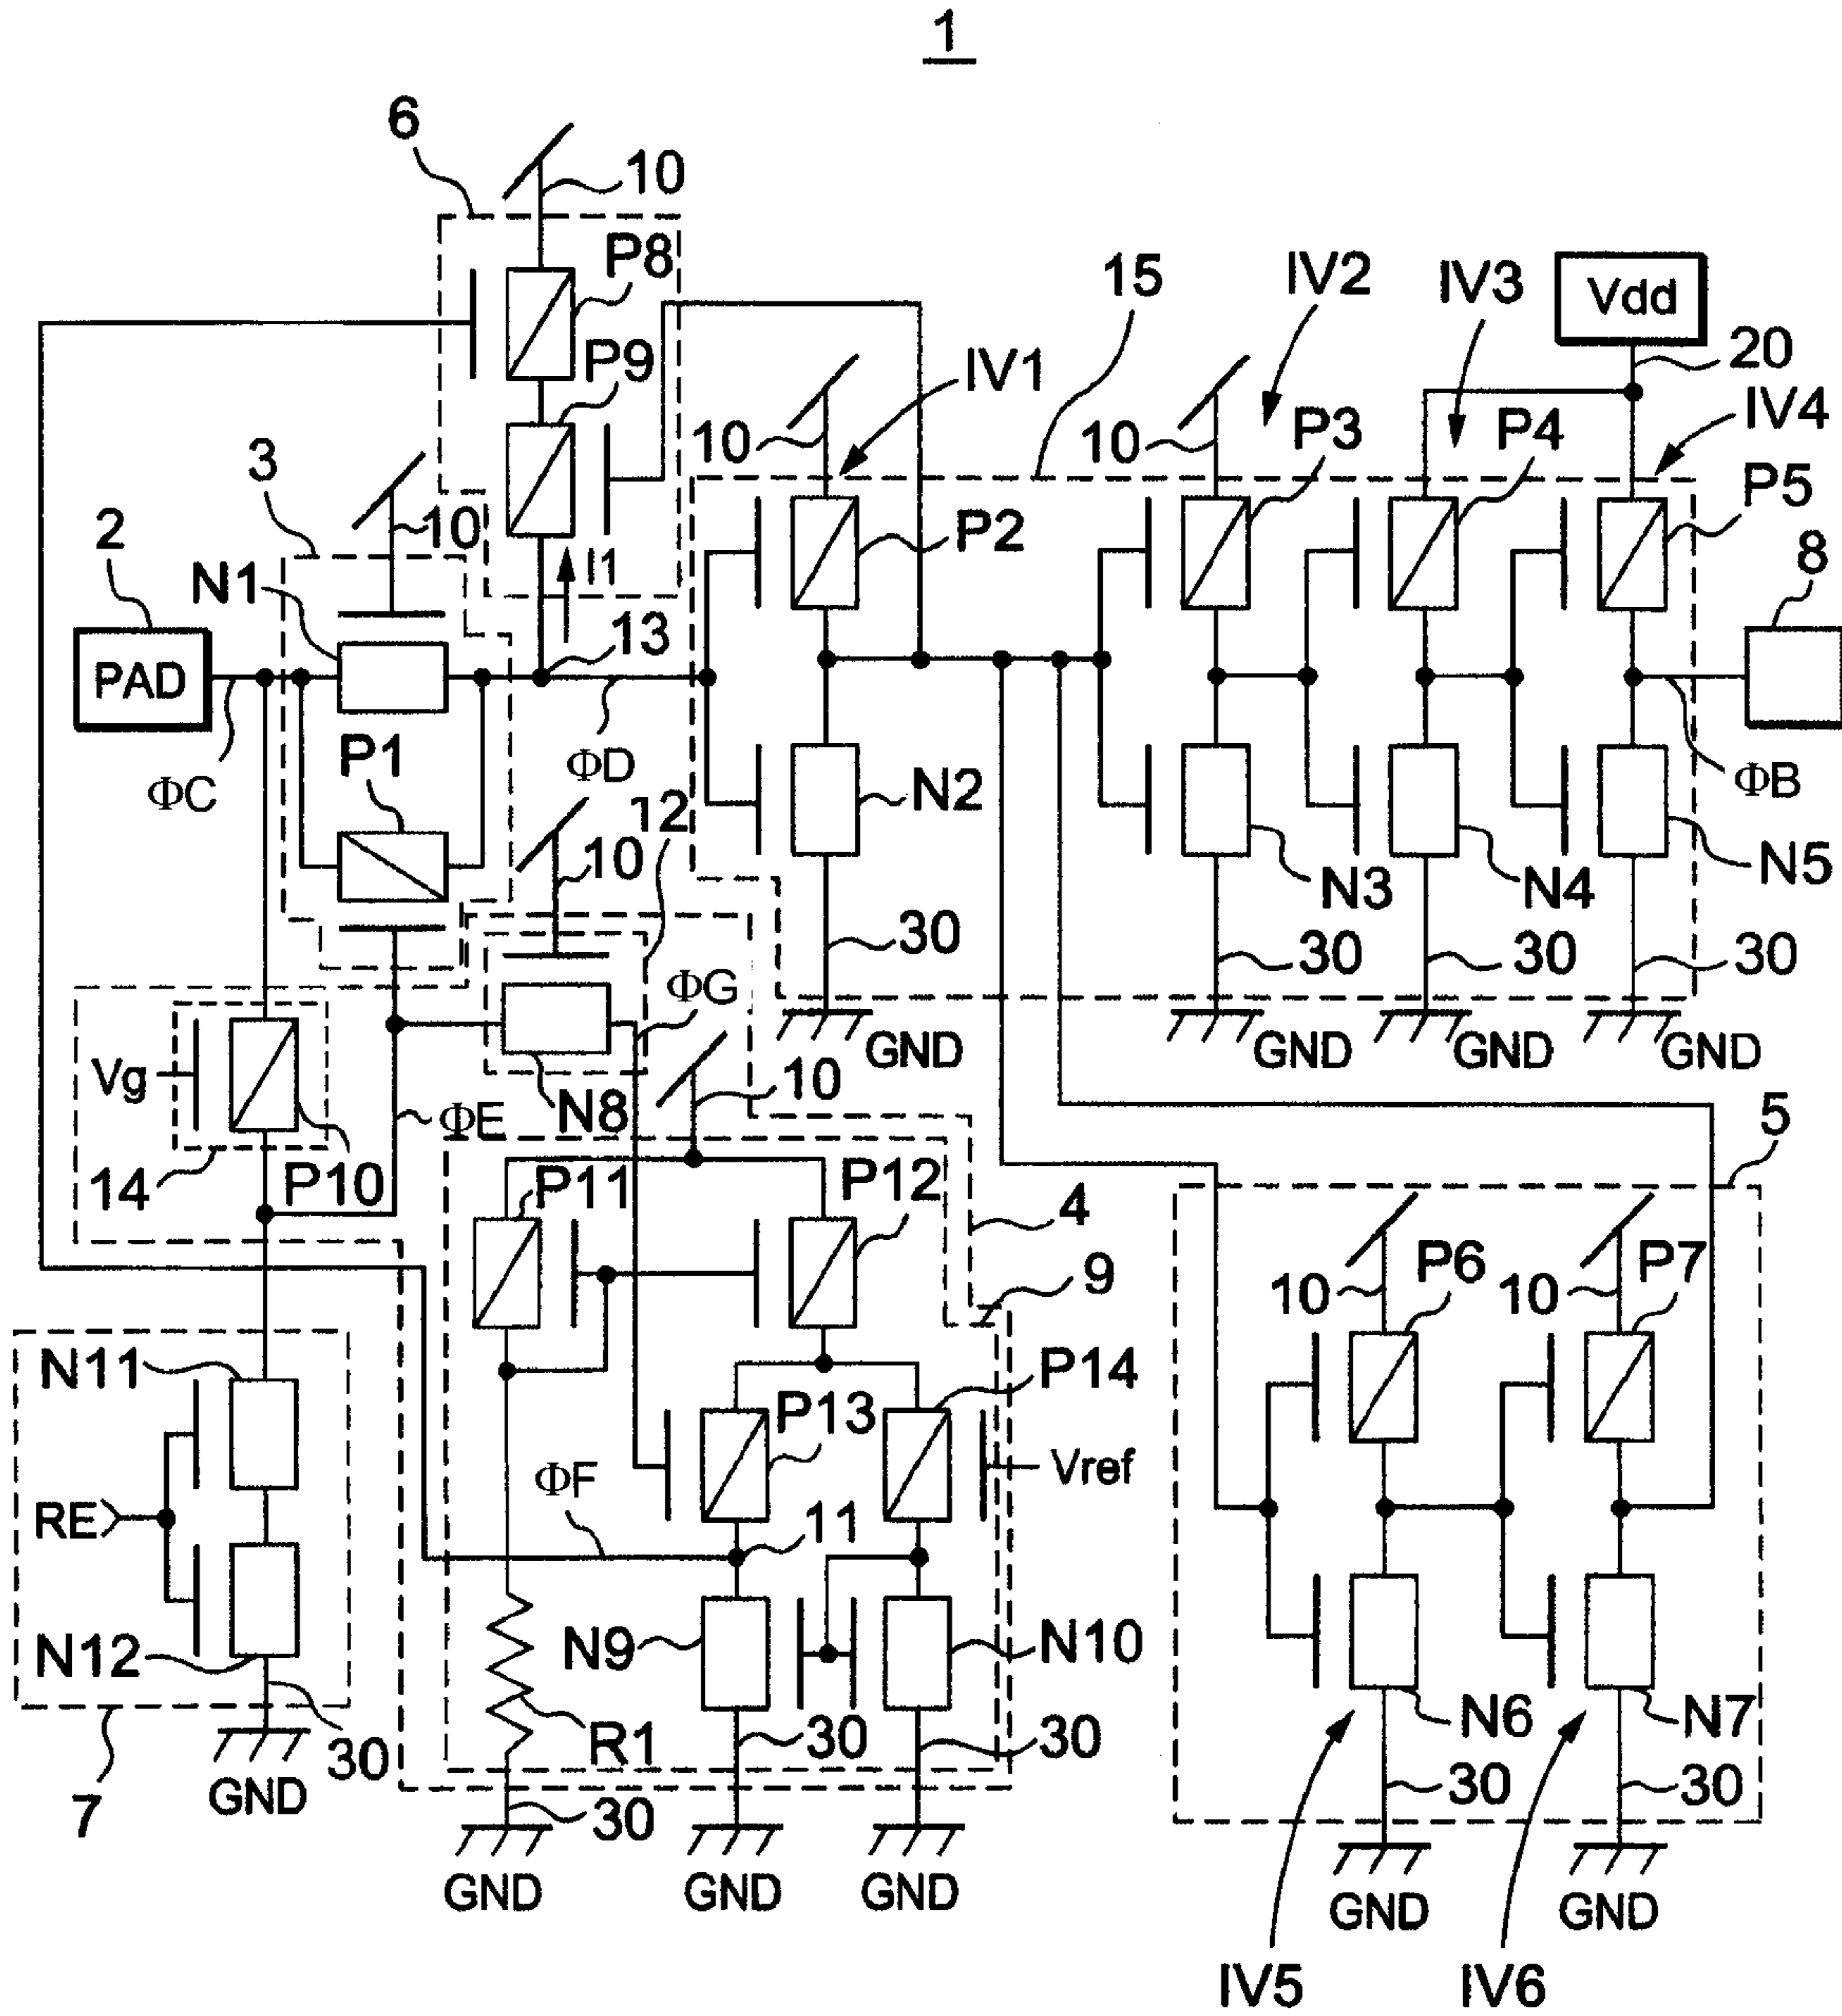 1
6
10
P8
15
IV2
IV3
Vdd
20
P9
IV1
IV4
3
10
10
P3
P4
P5
10
2
N1
I1
P2
8
PAD
13
ΦC
P1
ΦD
N2
ΦB
12
10
N3
N4
N5
30
30
30
30
ΦG
GND
GND
GND
GND
Vg
N8
10
ΦE
5
14
P10
P11
P12
4
9
10
P6
10
P7
N11
P13
P14
RE
ΦF
11
Vref
N12
N9
N10
R1
30
30
N6
N7
30
30
30
7
GND
30
GND
GND
GND
GND
GND
IV5
IV6